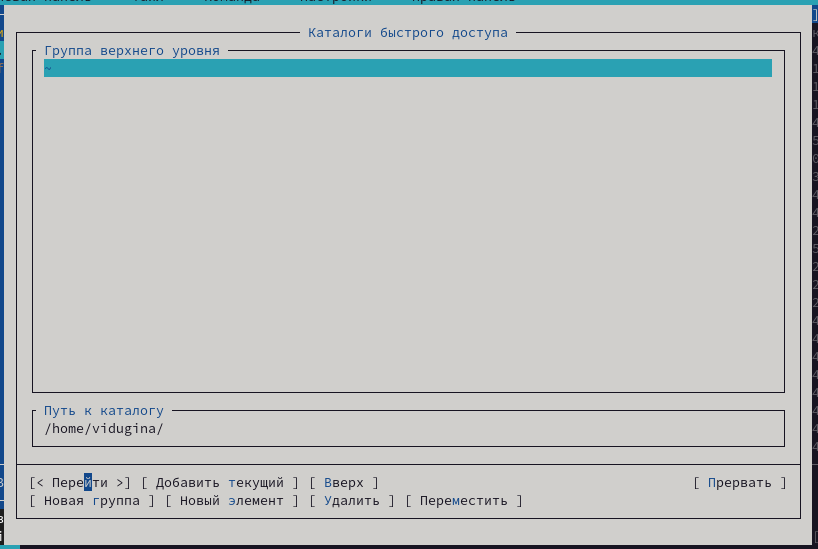 Каталоги быстрого доступа
Группа верхнего уровня
~
Путь к каталогу
/home/vidugina/
[< Перейти >] [ Добавить текущий ] [ Вверх ] [ Прервать ]
[ Новая группа ] [ Новый элемент ] [ Удалить ] [ Переместить ]